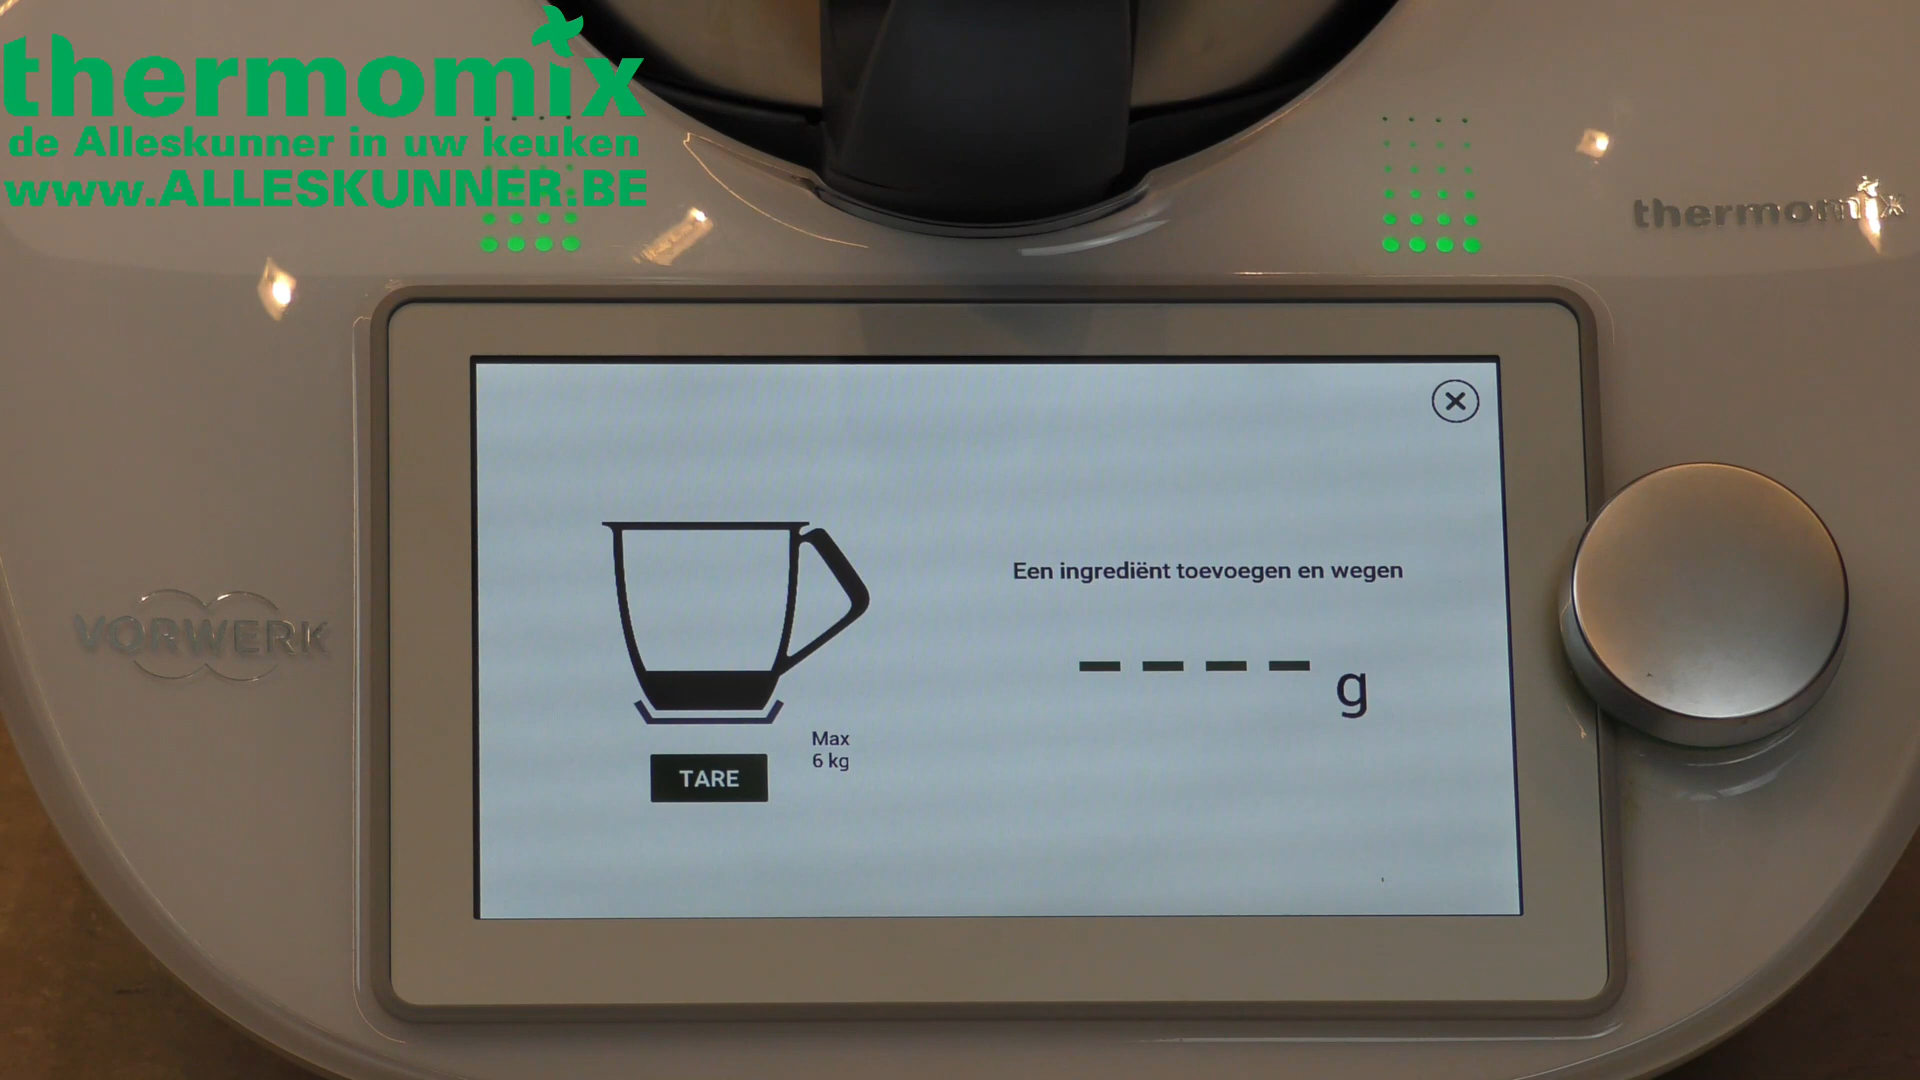 thermomix
de Alleskunner in uw keuken
www.ALLESKUNNER.BE
thermomix
VORWERK
Een ingrediënt toevoegen en wegen
– – – – g
Max
6 kg
TARE